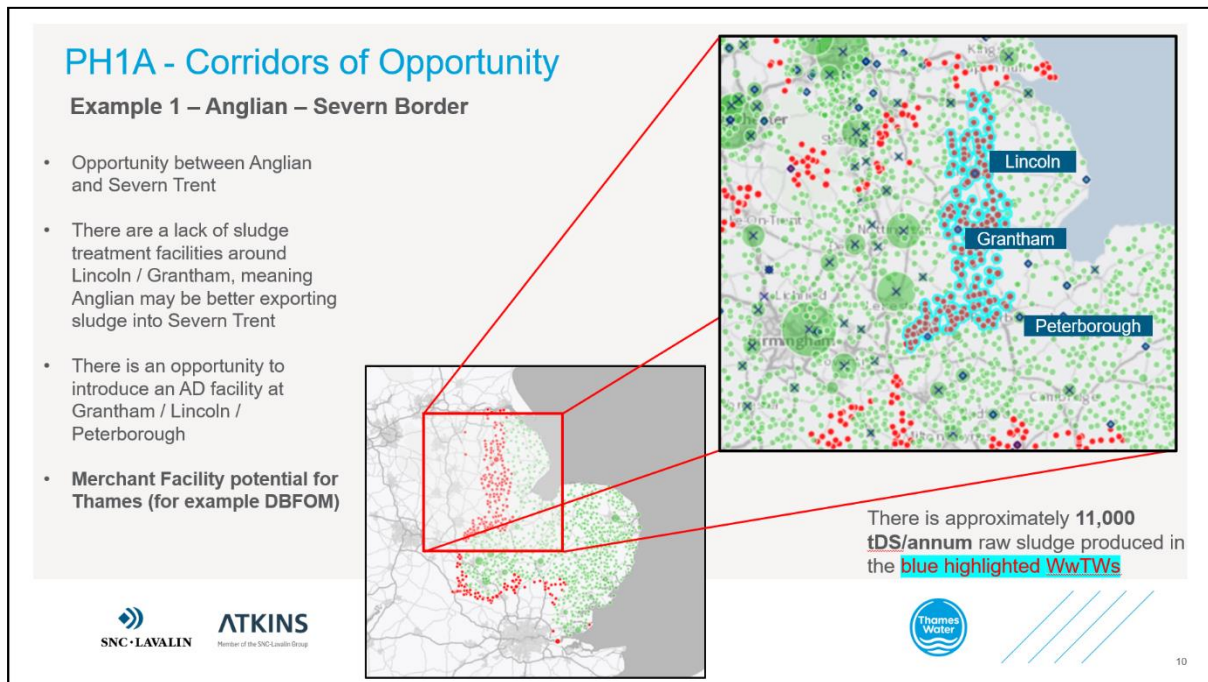 PH1A - Corridors of Opportunity
Example 1 – Anglian – Severn Border
• Opportunity between Anglian
and Severn Trent
• There are a lack of sludge
treatment facilities around
Lincoln / Grantham, meaning
Anglian may be better exporting
sludge into Severn Trent
• There is an opportunity to
introduce an AD facility at
Grantham / Lincoln /
Peterborough
• Merchant Facility potential for
Thames (for example DBFOM)
Lincoln
Grantham
Peterborough
Birmingham
Cambridge
There is approximately 11,000
tDS/annum raw sludge produced in
the blue highlighted WwTWs
SNC·LAVALIN
ATKINS
Member of the SNC-Lavalin Group
Thames
Water
10